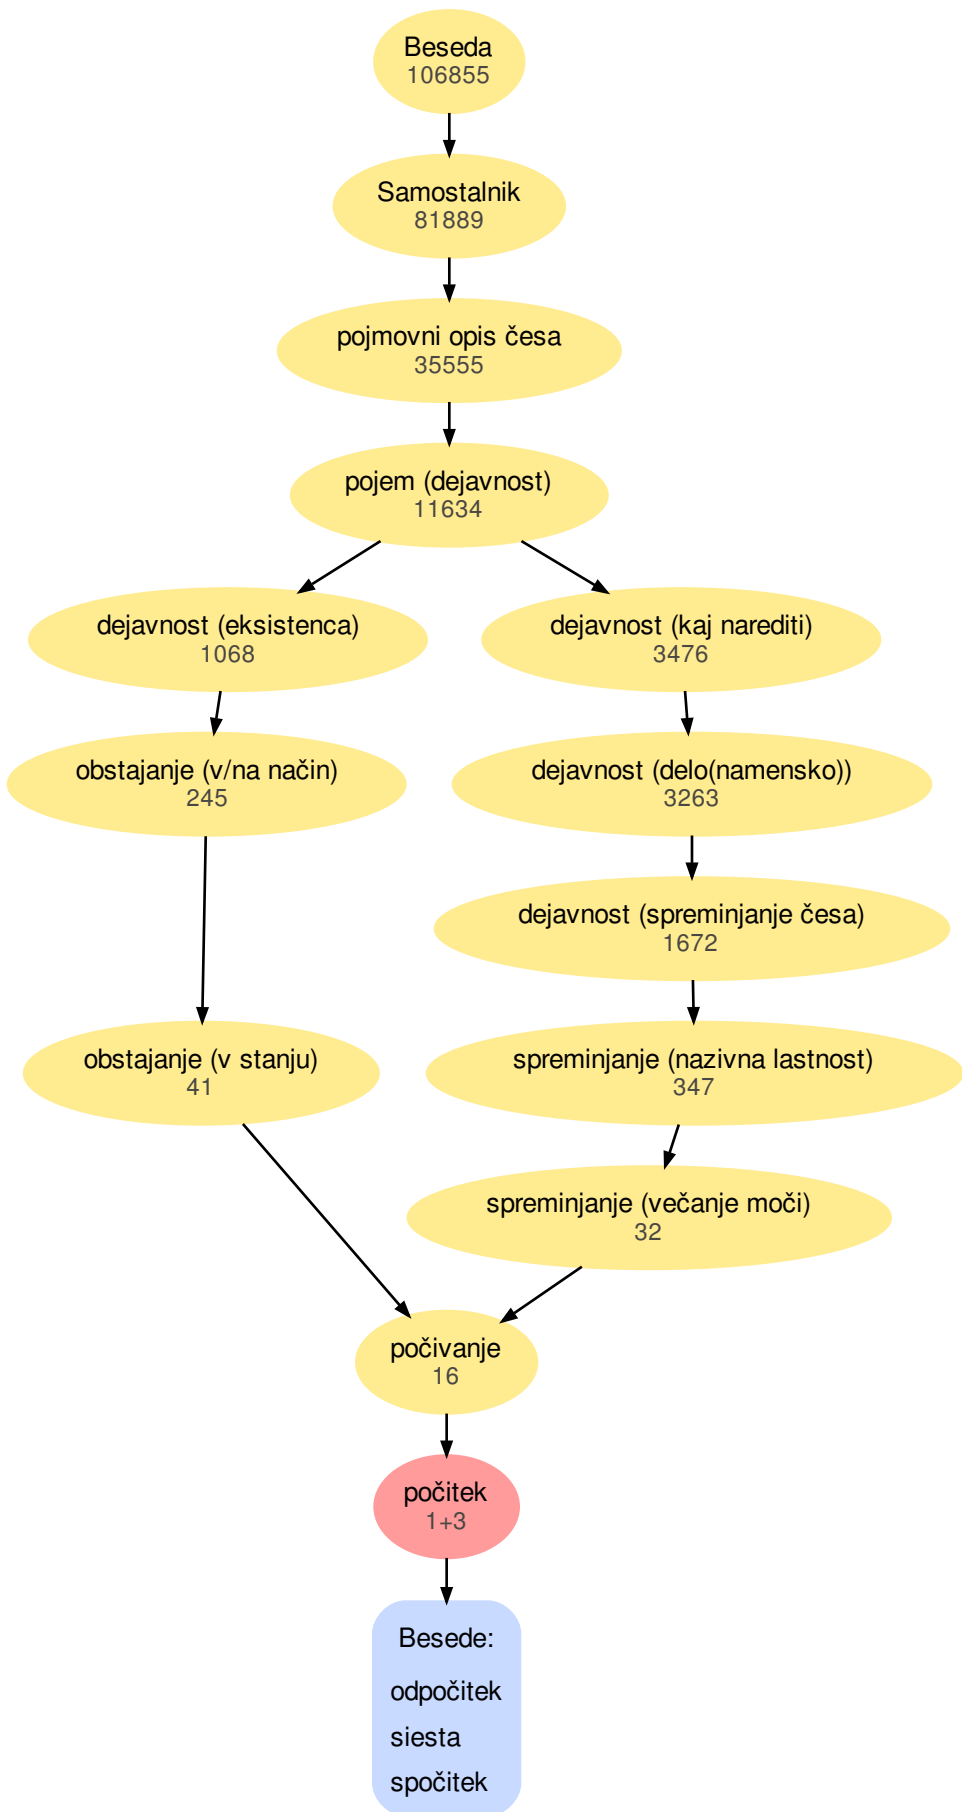 Beseda
106855
Samostalnik
81889
pojmovni opis česa
35555
pojem (dejavnost)
11634
dejavnost (eksistenca)
1068
dejavnost (kaj narediti)
3476
obstajanje (v/na način)
245
dejavnost (delo(namensko))
3263
dejavnost (spreminjanje česa)
1672
obstajanje (v stanju)
41
spreminjanje (nazivna lastnost)
347
spreminjanje (večanje moči)
32
počivanje
16
počitek
1+3
Besede:
odpočitek
siesta
spočitek